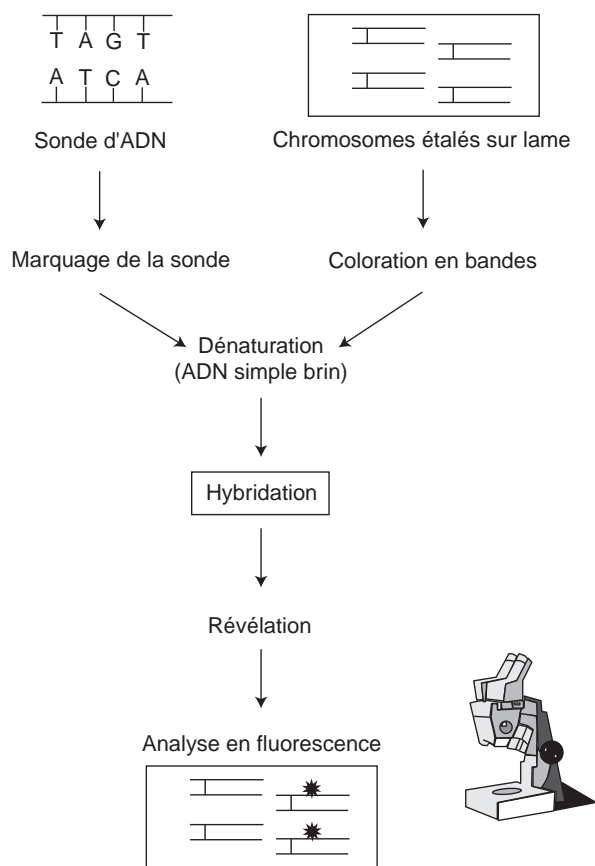 T A G T
A T C A
Sonde d'ADN
Chromosomes étalés sur lame
Marquage de la sonde
Coloration en bandes
Dénaturation
(ADN simple brin)
Hybridation
Révélation
Analyse en fluorescence